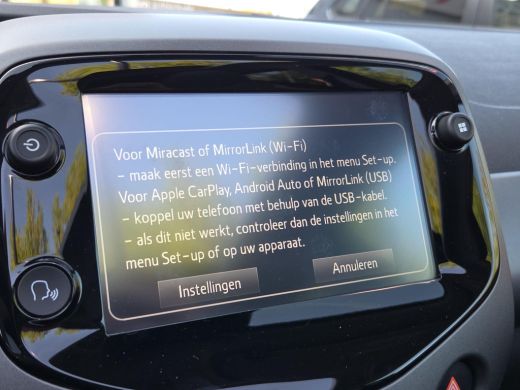 Voor Miracast of MirrorLink (Wi-Fi)
– maak eerst een Wi-Fi-verbinding in het menu Set-up.
Voor Apple CarPlay, Android Auto of MirrorLink (USB)
– koppel uw telefoon met behulp van de USB-kabel.
– als dit niet werkt, controleer dan de instellingen in het
menu Set-up of op uw apparaat.
Instellingen
Annuleren